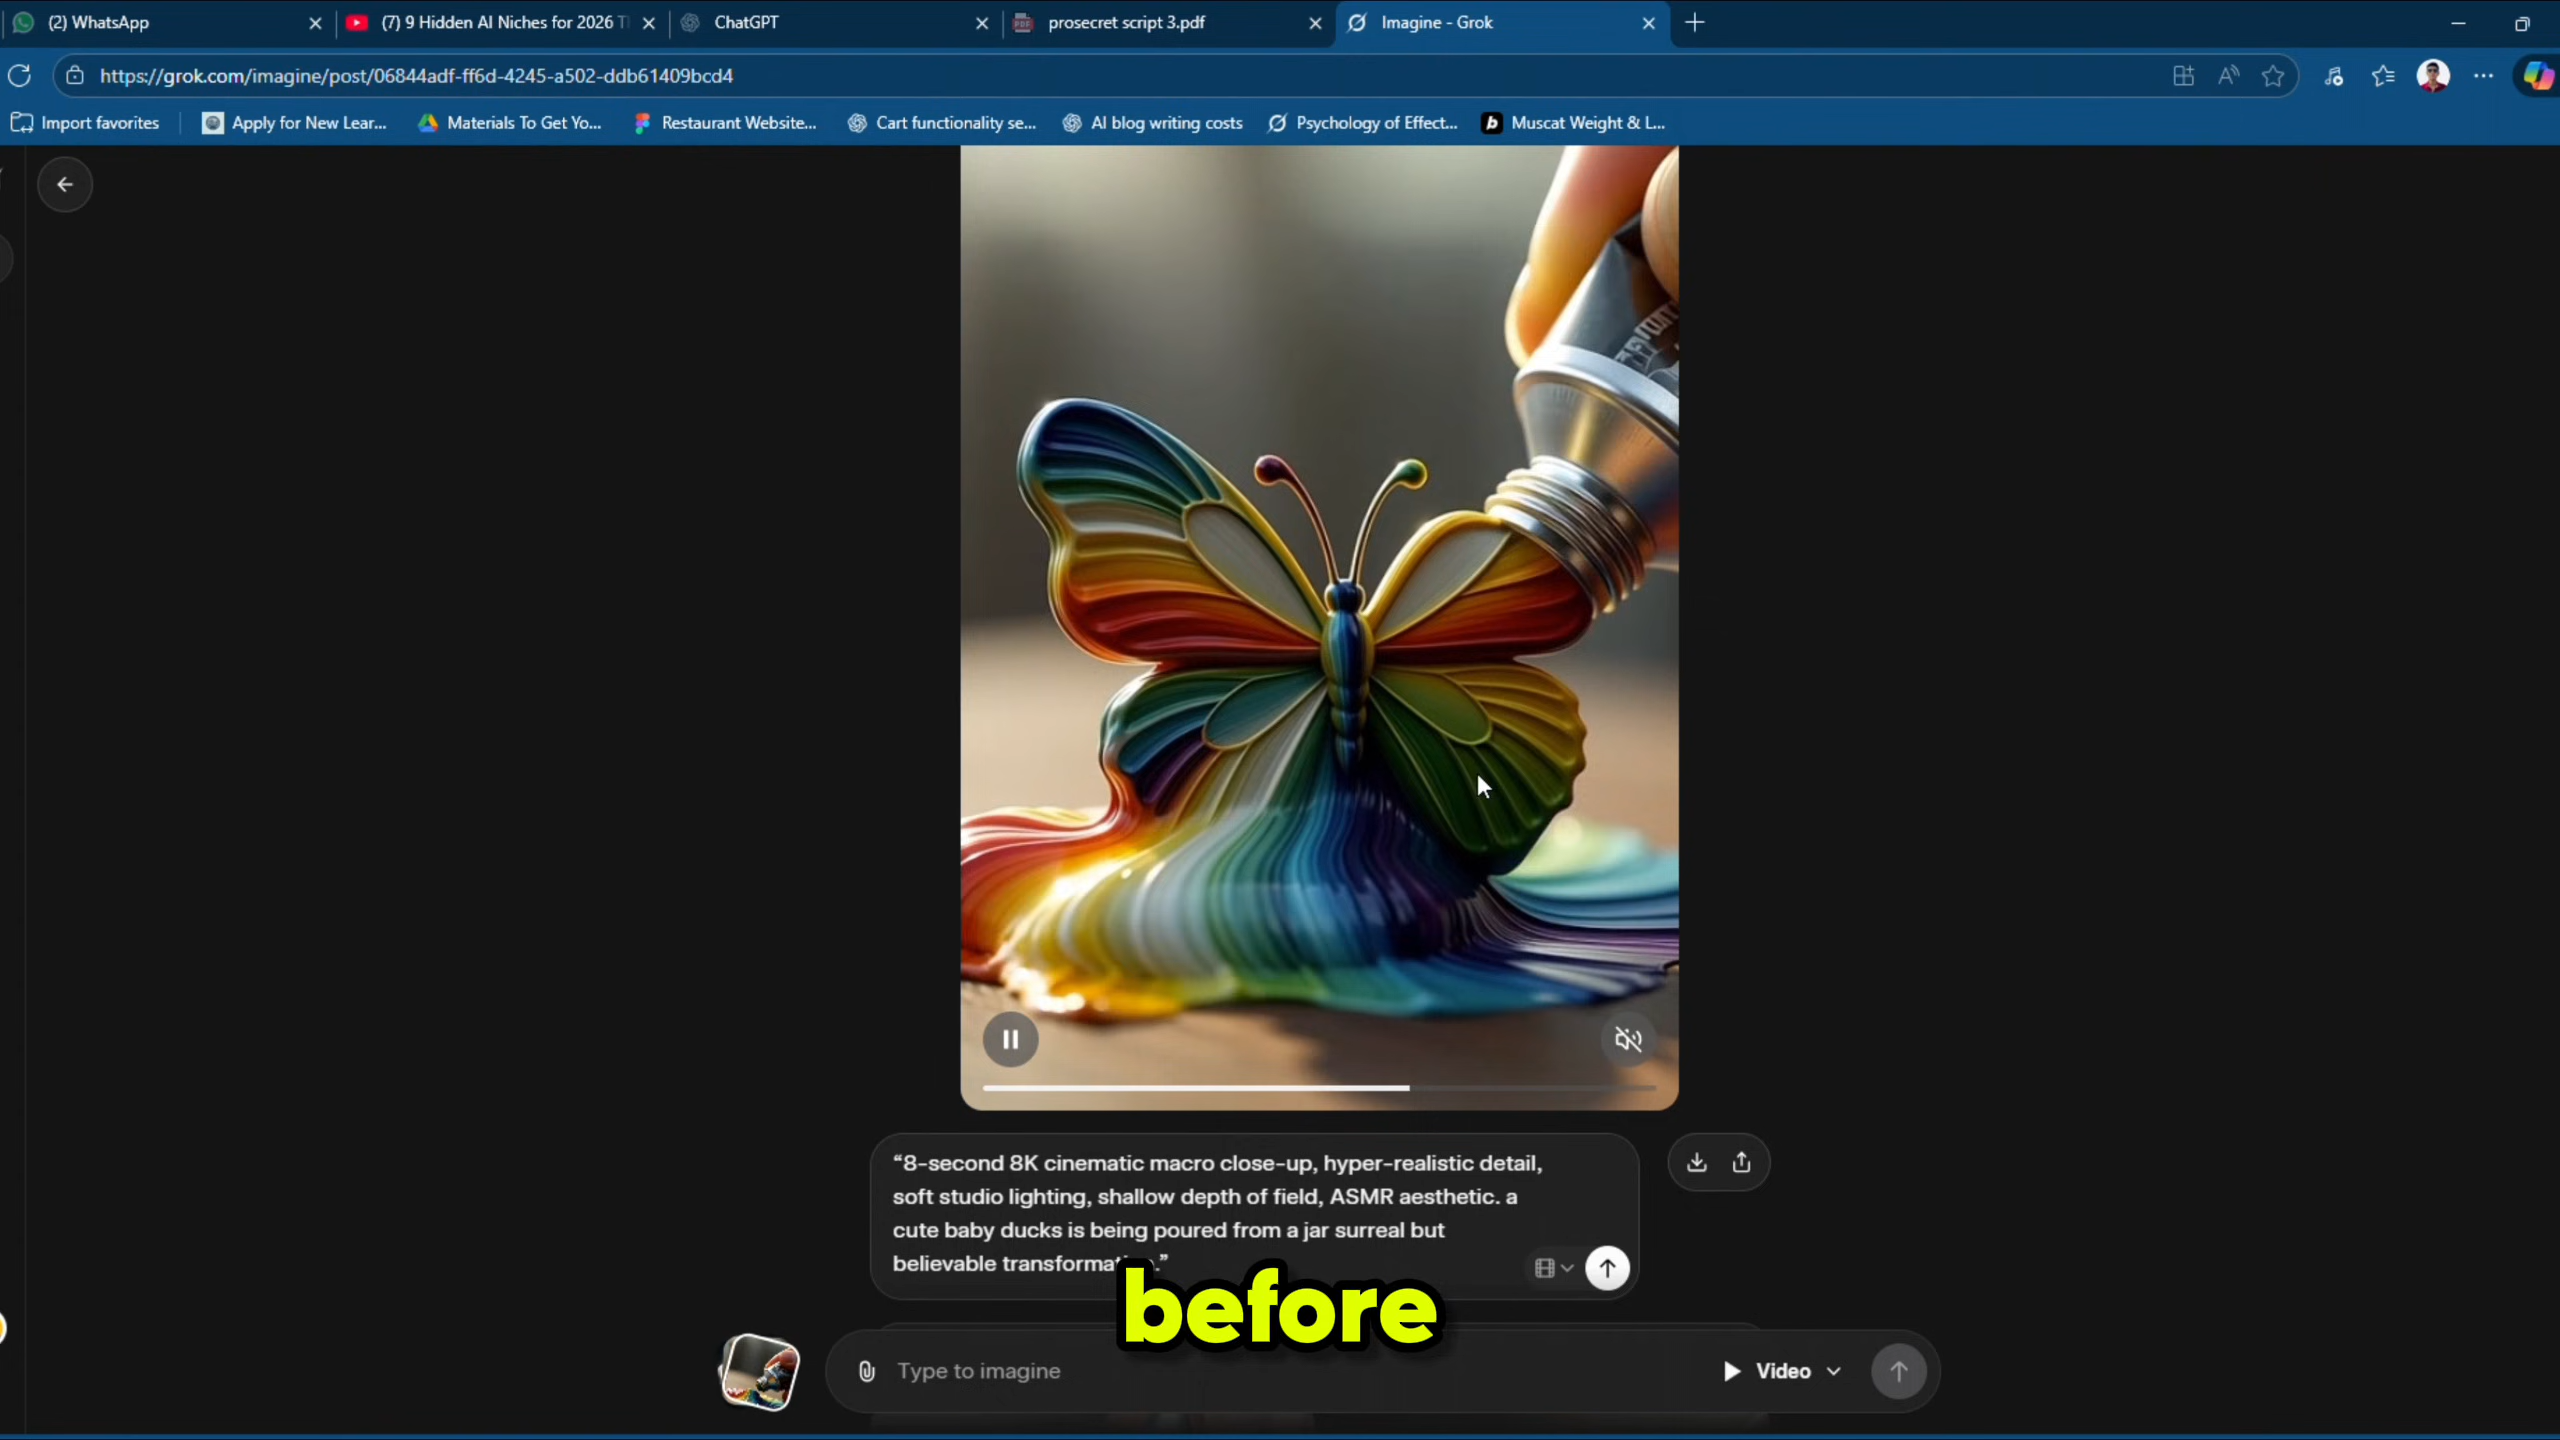 (2) WhatsApp
(7) 9 Hidden AI Niches for 2026
ChatGPT
prosecret script 3.pdf
Imagine - Grok
https://grok.com/imagine/post/06844adf-ff6d-4245-a502-ddb61409bcd4
Import favorites
Apply for New Lear...
Materials To Get Yo...
Restaurant Website...
Cart functionality se...
AI blog writing costs
Psychology of Effect...
Muscat Weight & L...
“8-second 8K cinematic macro close-up, hyper-realistic detail,
soft studio lighting, shallow depth of field, ASMR aesthetic. a
cute baby ducks is being poured from a jar surreal but
believable transformat
before
Type to imagine
Video